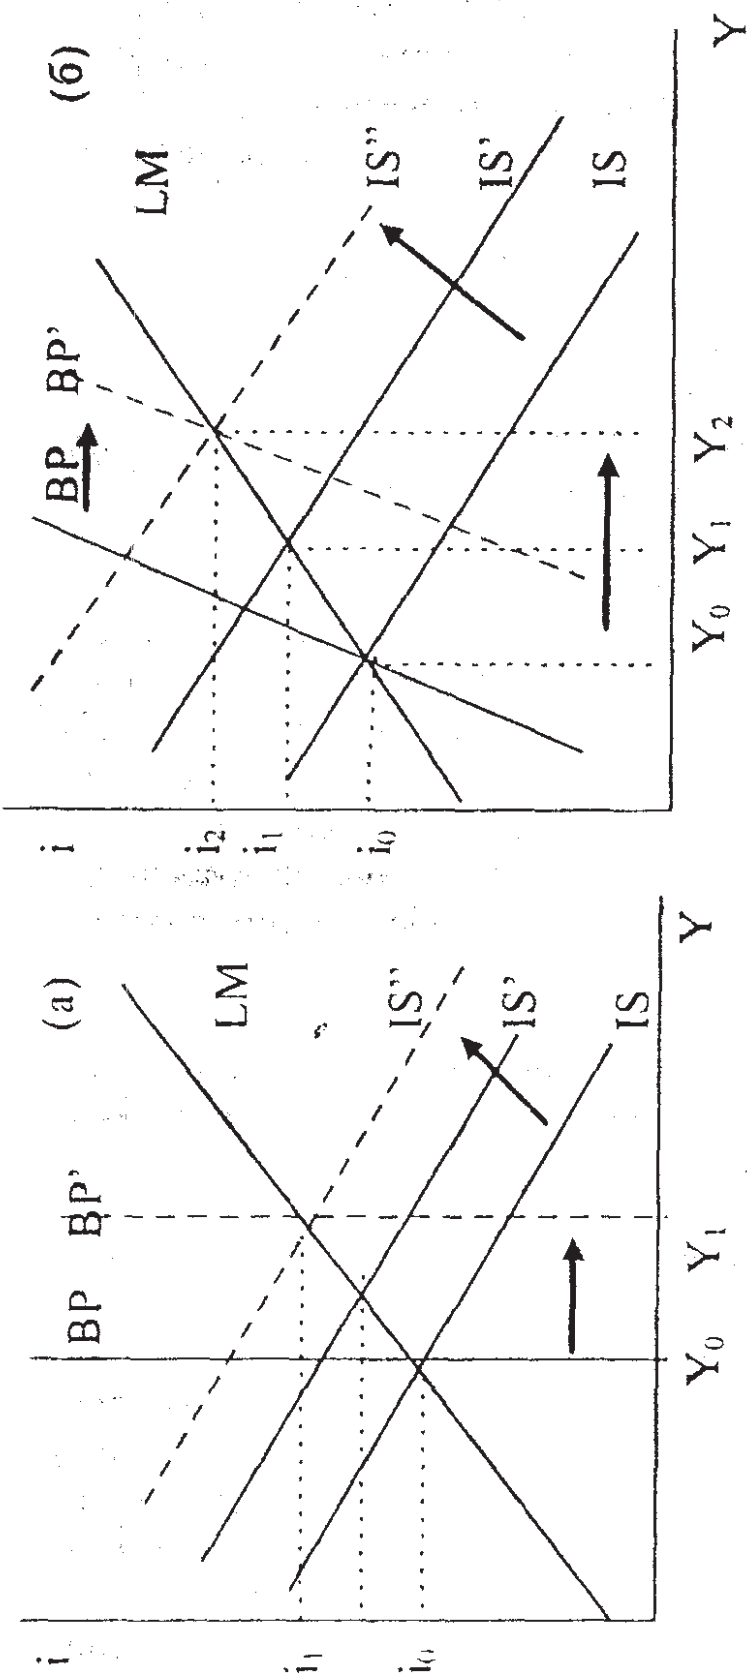 (а)
i
BP BP'
LM
i₁
IS''
i₀
IS'
IS
Y₀ Y₁
Y
(б)
i
BP BP'
LM
i₂
i₁
IS''
i₀
IS'
IS
Y₀ Y₁ Y₂
Y